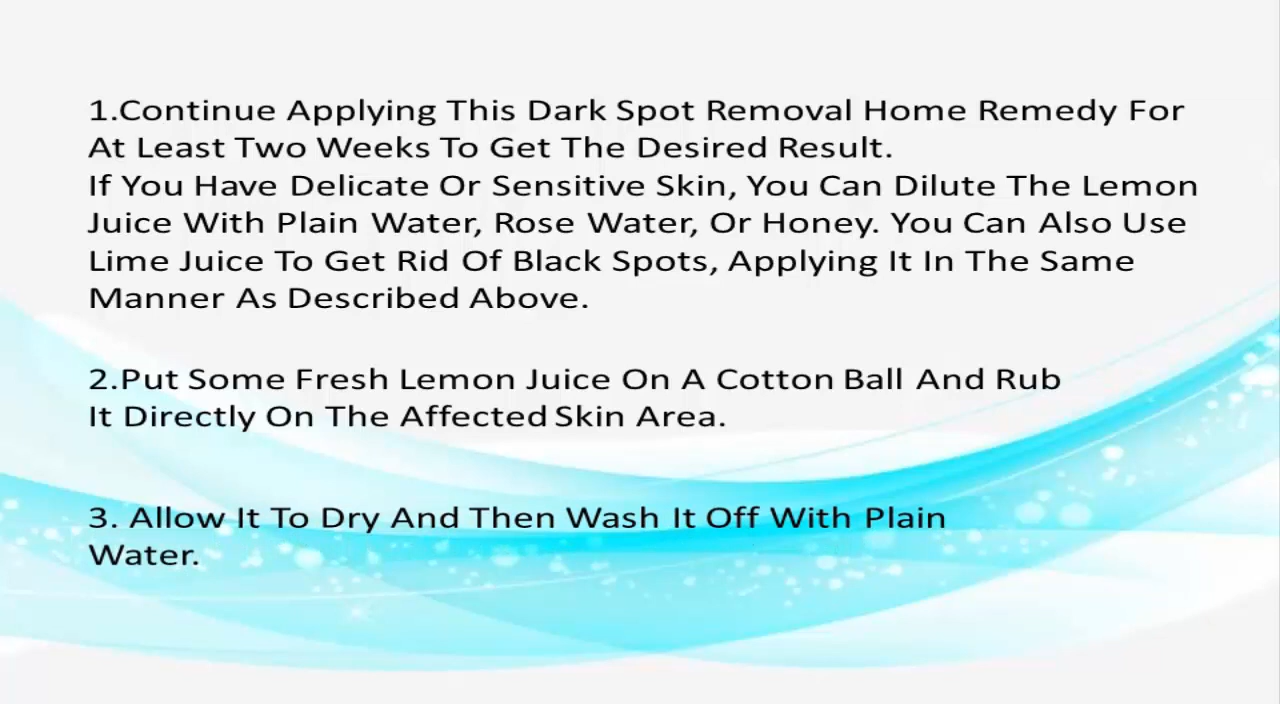 1.Continue Applying This Dark Spot Removal Home Remedy For
At Least Two Weeks To Get The Desired Result.
If You Have Delicate Or Sensitive Skin, You Can Dilute The Lemon
Juice With Plain Water, Rose Water, Or Honey. You Can Also Use
Lime Juice To Get Rid Of Black Spots, Applying It In The Same
Manner As Described Above.
2.Put Some Fresh Lemon Juice On A Cotton Ball And Rub
It Directly On The Affected Skin Area.
3. Allow It To Dry And Then Wash It Off With Plain
Water.